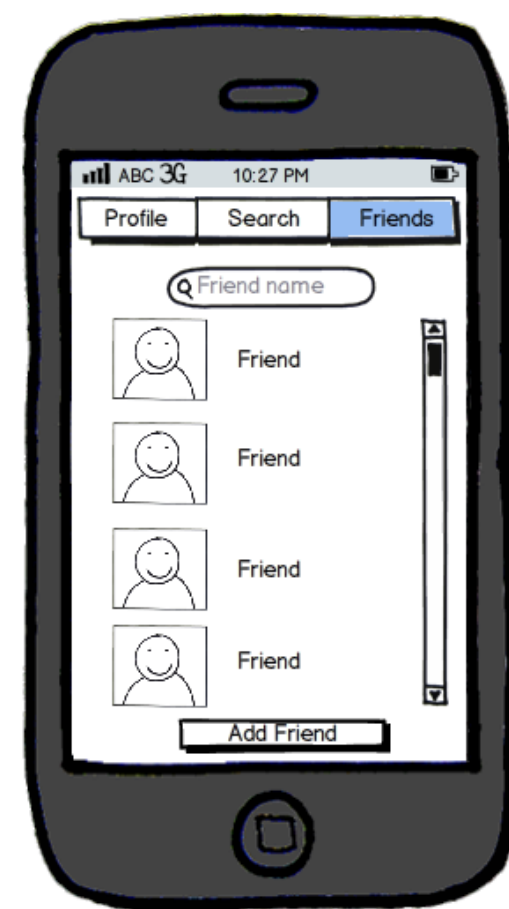 ABC 3G 10:27 PM
Profile Search Friends
Friend name
Friend
Friend
Friend
Friend
Add Friend